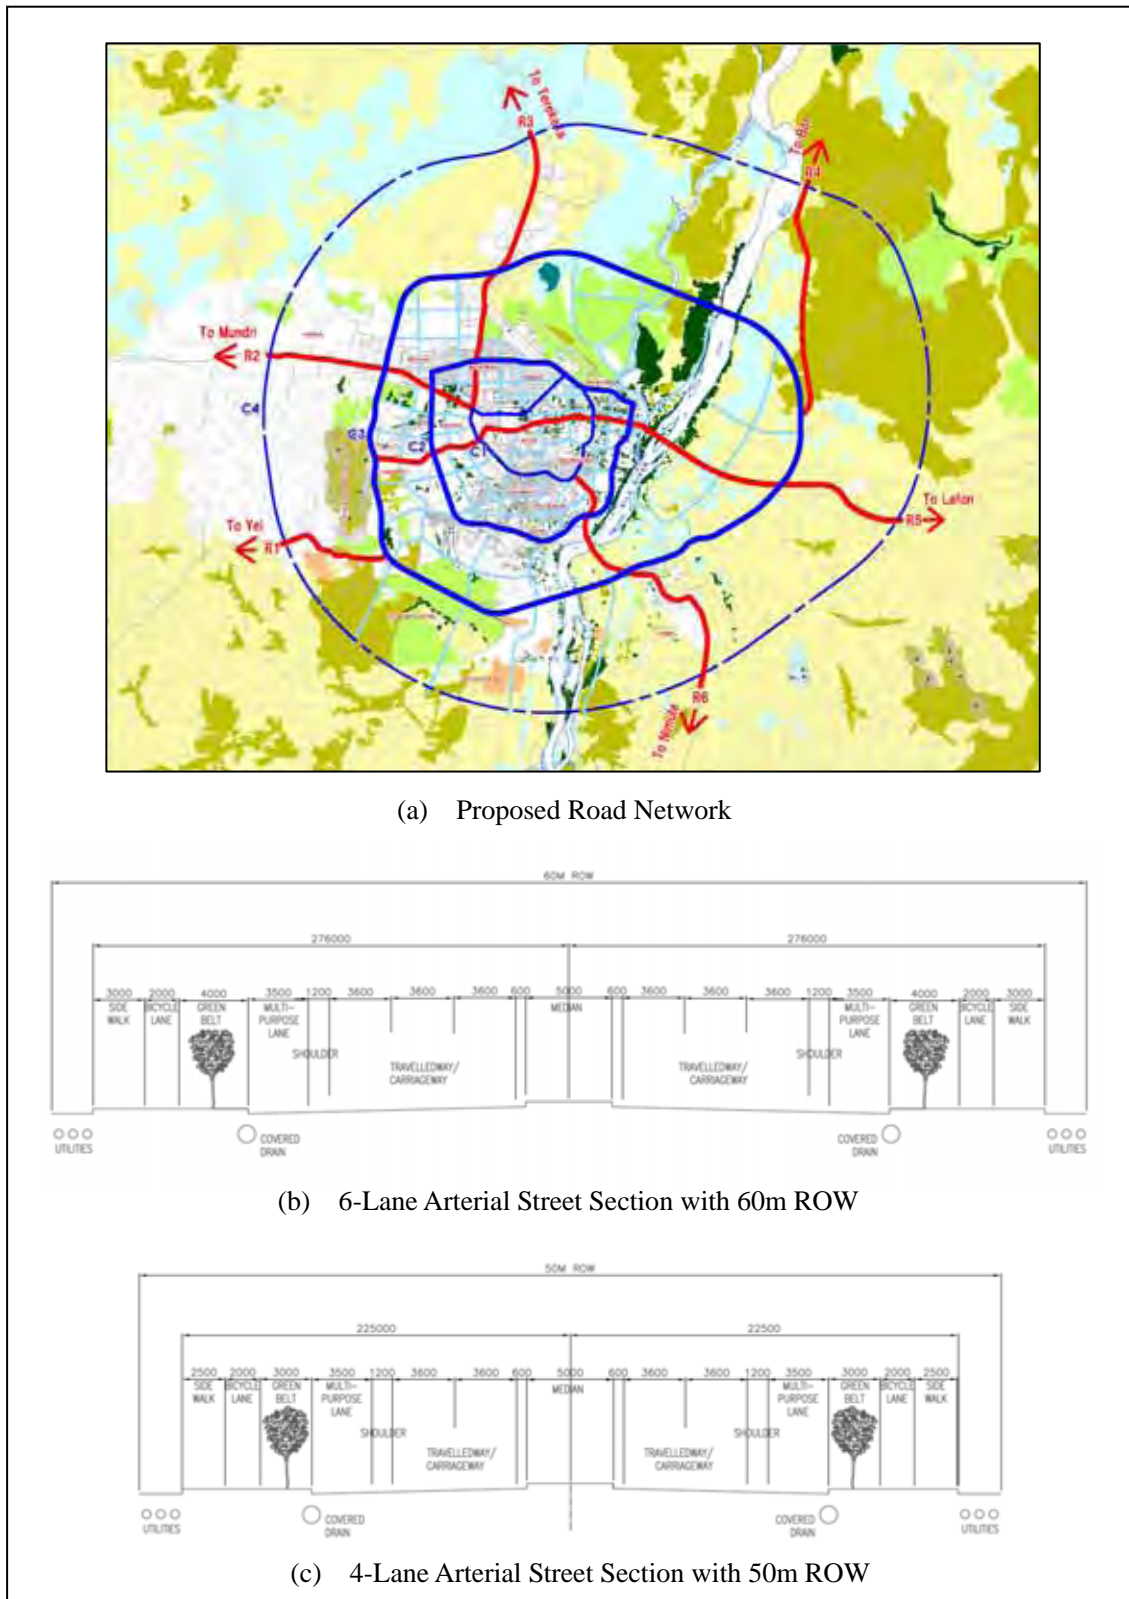 To Terekeka
R3
To Bor
R4
To Mundri
R2
C4
C3
C2
C1
To Yei
R1
To Lafon
R5
R6
To Nimule
(a) Proposed Road Network
60M ROW
276000 276000
3000 2000 4000 3500 1200 3600 3600 3600 600 5000 600 3600 3600 3600 1200 3500 4000 2000 3000
SIDE WALK
BICYCLE LANE
GREEN BELT
MULTI-PURPOSE LANE
SHOULDER
TRAVELLEDWAY/
CARRIAGEWAY
MEDIAN
TRAVELLEDWAY/
CARRIAGEWAY
SHOULDER
MULTI-PURPOSE LANE
GREEN BELT
BICYCLE LANE
SIDE WALK
UTILITIES
COVERED DRAIN
COVERED DRAIN
UTILITIES
(b) 6-Lane Arterial Street Section with 60m ROW
50M ROW
225000 22500
2500 2000 3000 3500 1200 3600 3600 600 5000 600 3600 3600 1200 3500 3000 2000 2500
SIDE WALK
BICYCLE LANE
GREEN BELT
MULTI-PURPOSE LANE
SHOULDER
TRAVELLEDWAY/
CARRIAGEWAY
MEDIAN
TRAVELLEDWAY/
CARRIAGEWAY
SHOULDER
MULTI-PURPOSE LANE
GREEN BELT
BICYCLE LANE
SIDE WALK
UTILITIES
COVERED DRAIN
COVERED DRAIN
UTILITIES
(c) 4-Lane Arterial Street Section with 50m ROW